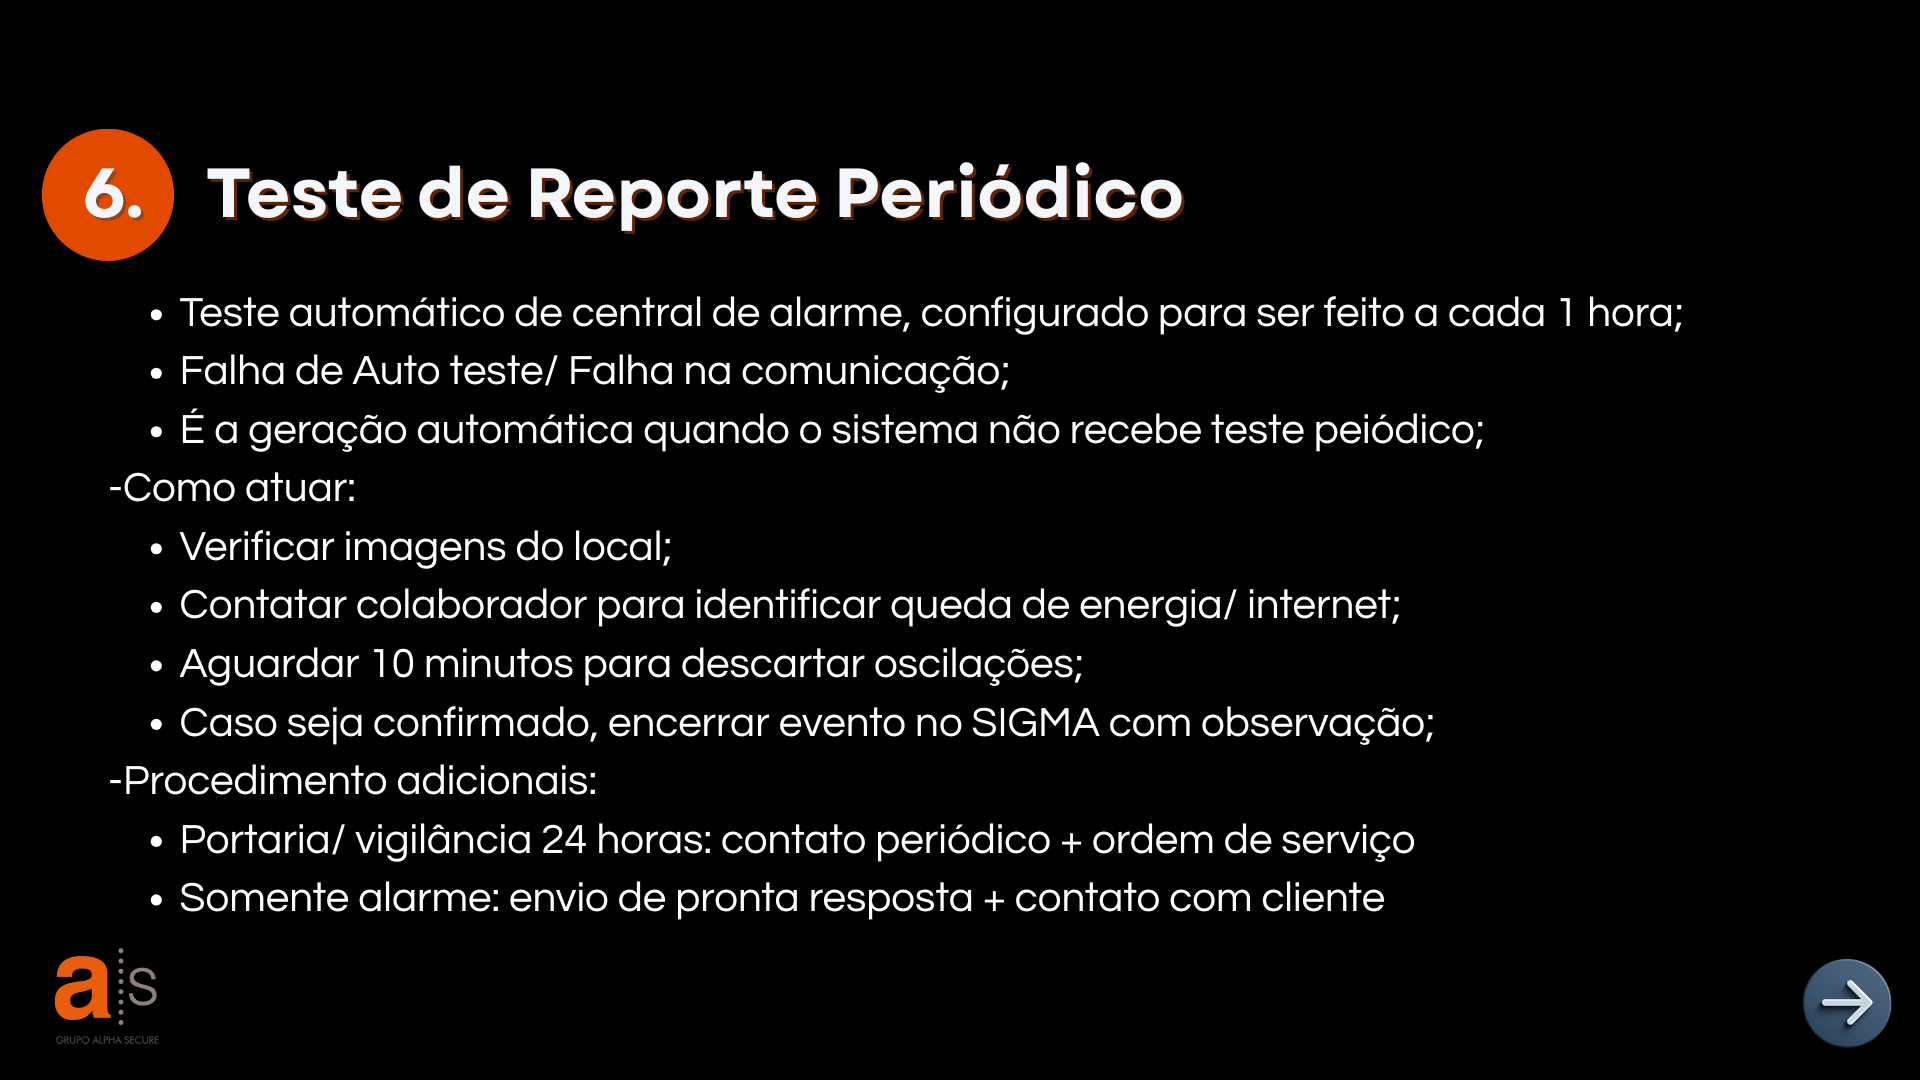 6. Teste de Reporte Periódico
• Teste automático de central de alarme, configurado para ser feito a cada 1 hora;
• Falha de Auto teste/ Falha na comunicação;
• É a geração automática quando o sistema não recebe teste peiódico;
-Como atuar:
• Verificar imagens do local;
• Contatar colaborador para identificar queda de energia/ internet;
• Aguardar 10 minutos para descartar oscilações;
• Caso seja confirmado, encerrar evento no SIGMA com observação;
-Procedimento adicionais:
• Portaria/ vigilância 24 horas: contato periódico + ordem de serviço
• Somente alarme: envio de pronta resposta + contato com cliente
a s
GRUPO ALPHA SECURE